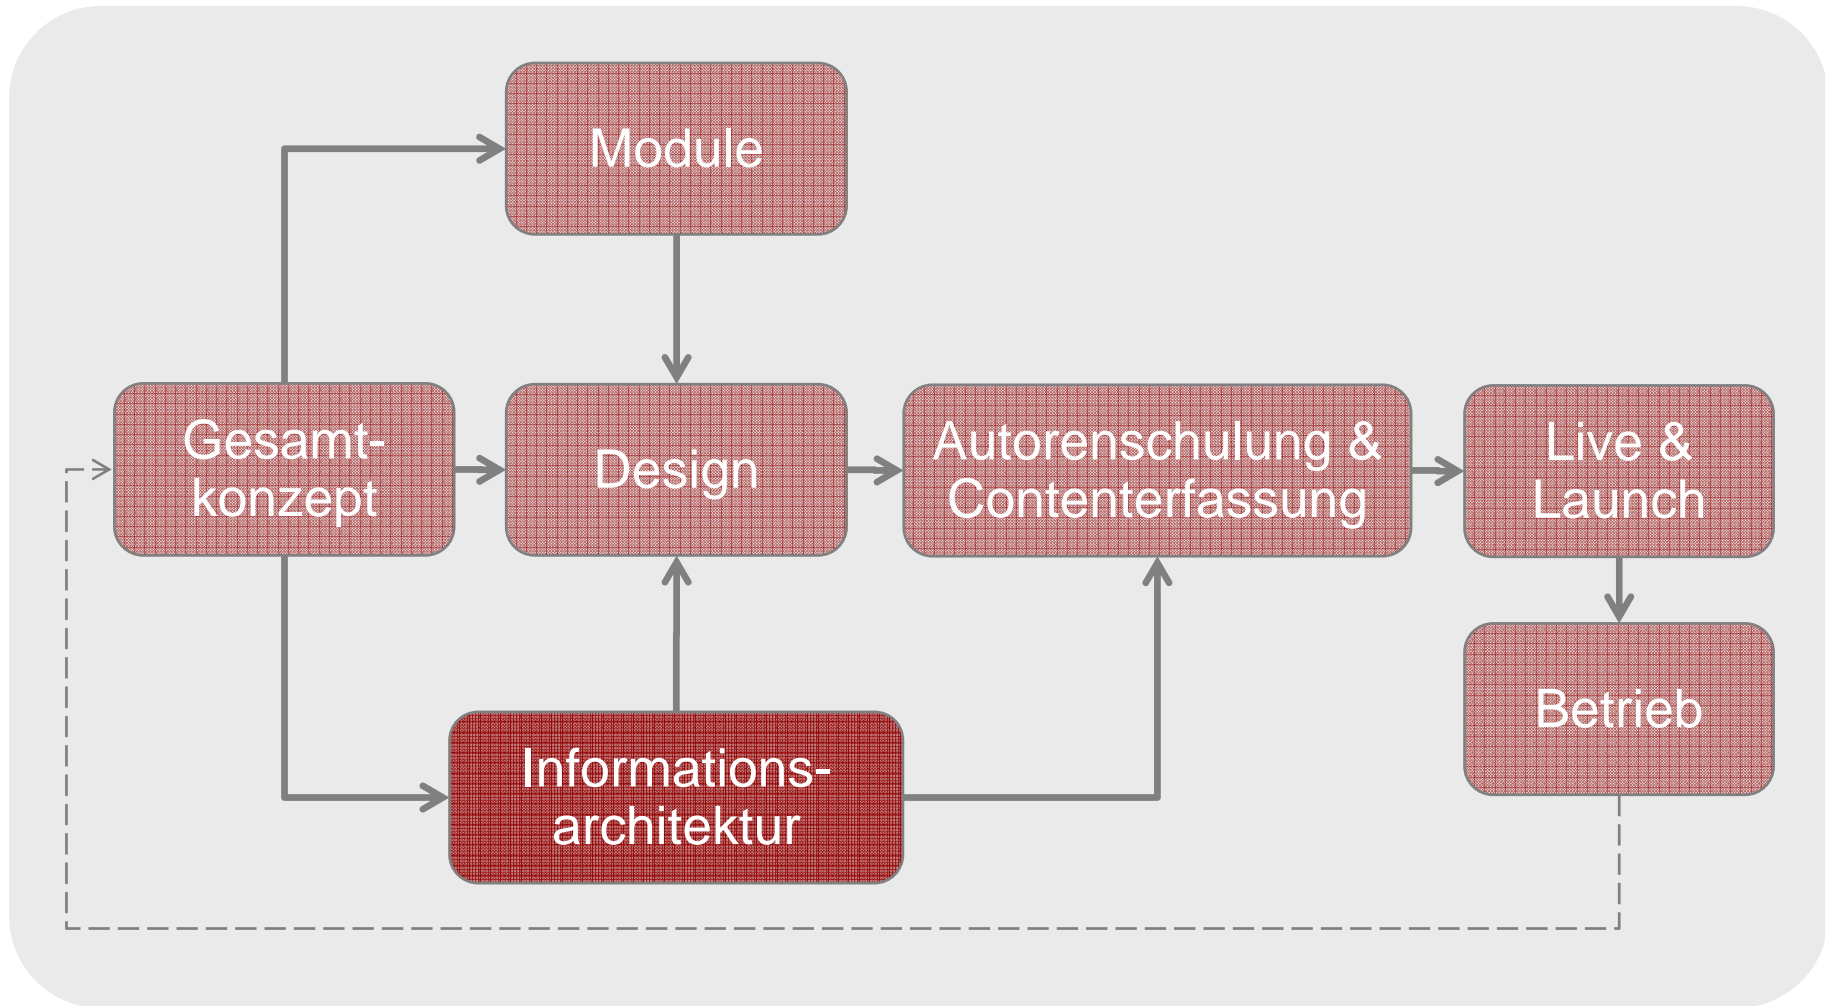 Module
Gesamt-
konzept
Design
Autorenschulung &
Contenterfassung
Live &
Launch
Betrieb
Informations-
architektur